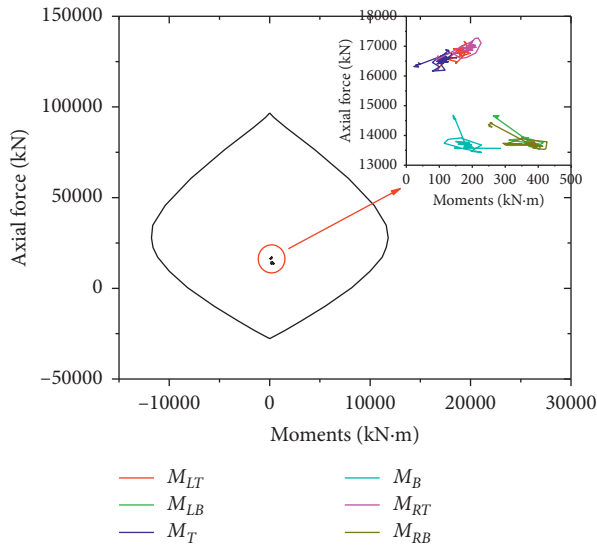 150000
100000
50000
0
−50000
Axial force (kN)
−10000 0 10000 20000 30000
Moments (kN·m)
18000
17000
16000
15000
14000
13000
Axial force (kN)
0 100 200 300 400 500
Moments (kN·m)
M_LT
M_LB
M_T
M_B
M_RT
M_RB